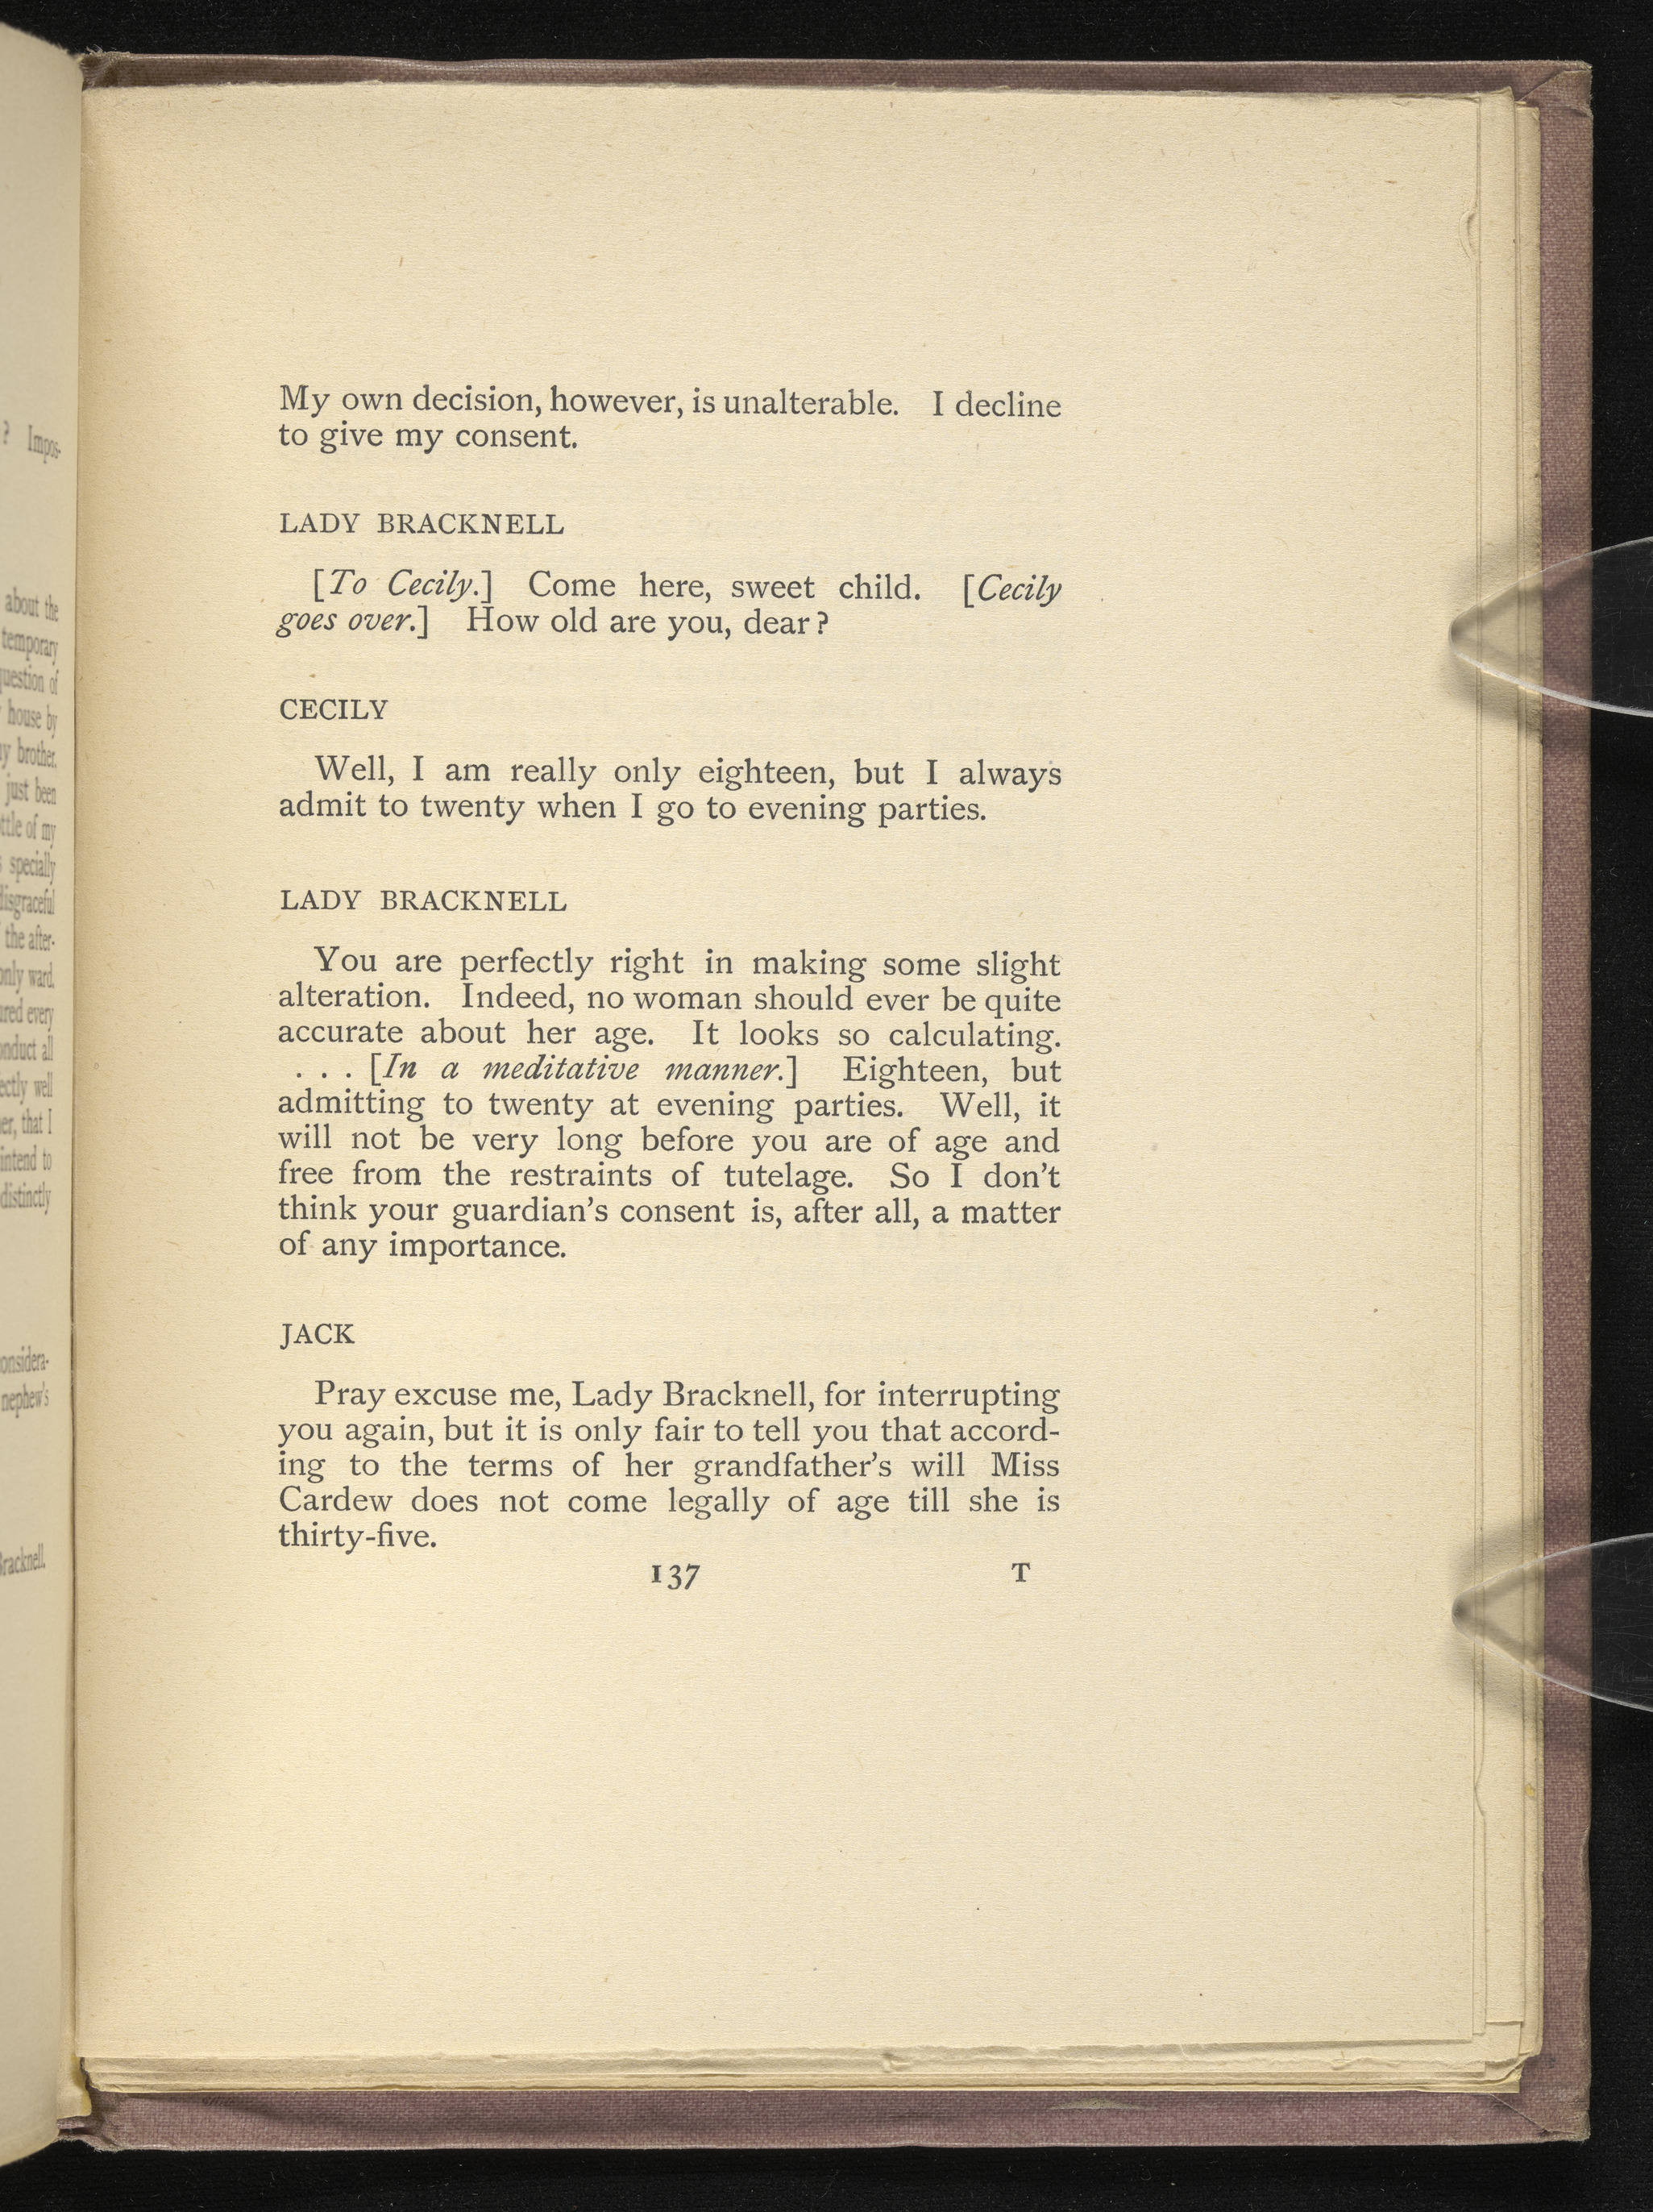 ? Impos-
about the
temporary
question of
house by
brother,
just been
of my
specially
disgraceful
the after-
only ward.
every
conduct all
well
that I
intend to
distinctly
considera-
nephew's
Bracknell.
My own decision, however, is unalterable. I decline
to give my consent.
LADY BRACKNELL
[To Cecily.] Come here, sweet child. [Cecily
goes over.] How old are you, dear?
CECILY
Well, I am really only eighteen, but I always
admit to twenty when I go to evening parties.
LADY BRACKNELL
You are perfectly right in making some slight
alteration. Indeed, no woman should ever be quite
accurate about her age. It looks so calculating.
. . . [In a meditative manner.] Eighteen, but
admitting to twenty at evening parties. Well, it
will not be very long before you are of age and
free from the restraints of tutelage. So I don't
think your guardian's consent is, after all, a matter
of any importance.
JACK
Pray excuse me, Lady Bracknell, for interrupting
you again, but it is only fair to tell you that accord-
ing to the terms of her grandfather's will Miss
Cardew does not come legally of age till she is
thirty-five.
137 T